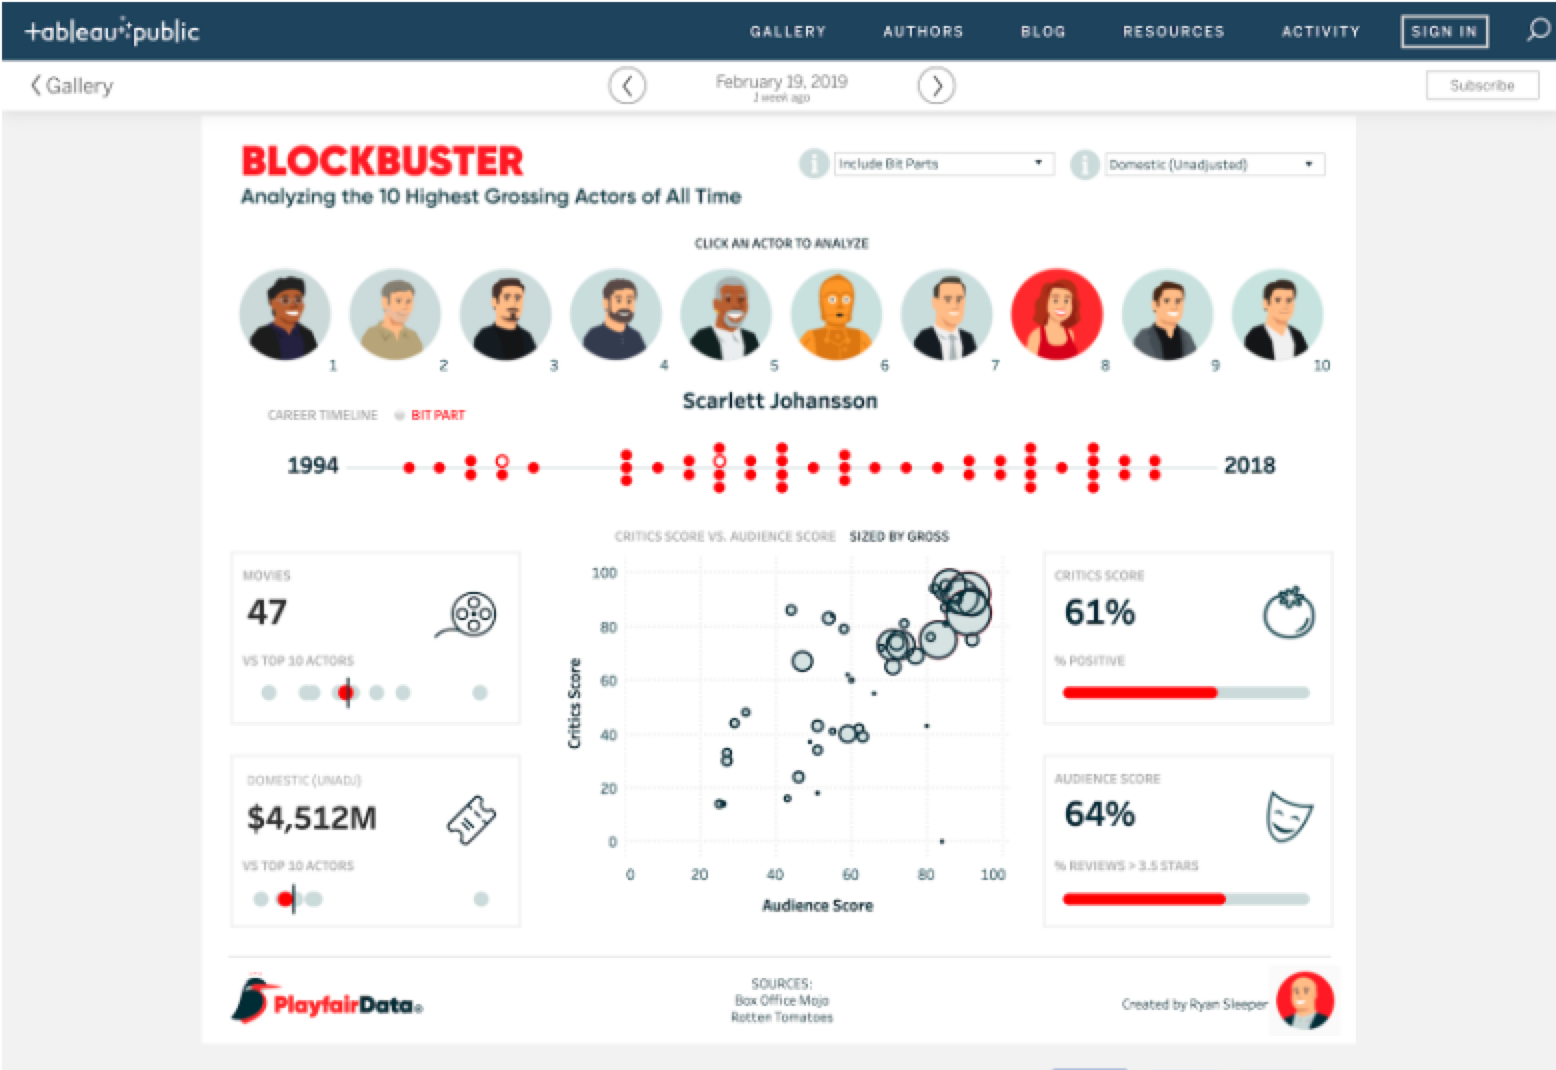 tableau public
GALLERY AUTHORS BLOG RESOURCES ACTIVITY SIGN IN
Gallery
February 19, 2019
1 week ago
Subscribe
BLOCKBUSTER
Analyzing the 10 Highest Grossing Actors of All Time
Include Bit Parts
Domestic (Unadjusted)
CLICK AN ACTOR TO ANALYZE
1 2 3 4 5 6 7 8 9 10
Scarlett Johansson
CAREER TIMELINE BIT PART
1994 2018
CRITICS SCORE VS. AUDIENCE SCORE SIZED BY GROSS
MOVIES
47
VS TOP 10 ACTORS
DOMESTIC (UNADJ)
$4,512M
VS TOP 10 ACTORS
Critics Score
100
80
60
40
20
0
0 20 40 60 80 100
Audience Score
CRITICS SCORE
61%
% POSITIVE
AUDIENCE SCORE
64%
% REVIEWS > 3.5 STARS
PlayfairData
SOURCES:
Box Office Mojo
Rotten Tomatoes
Created by Ryan Sleeper